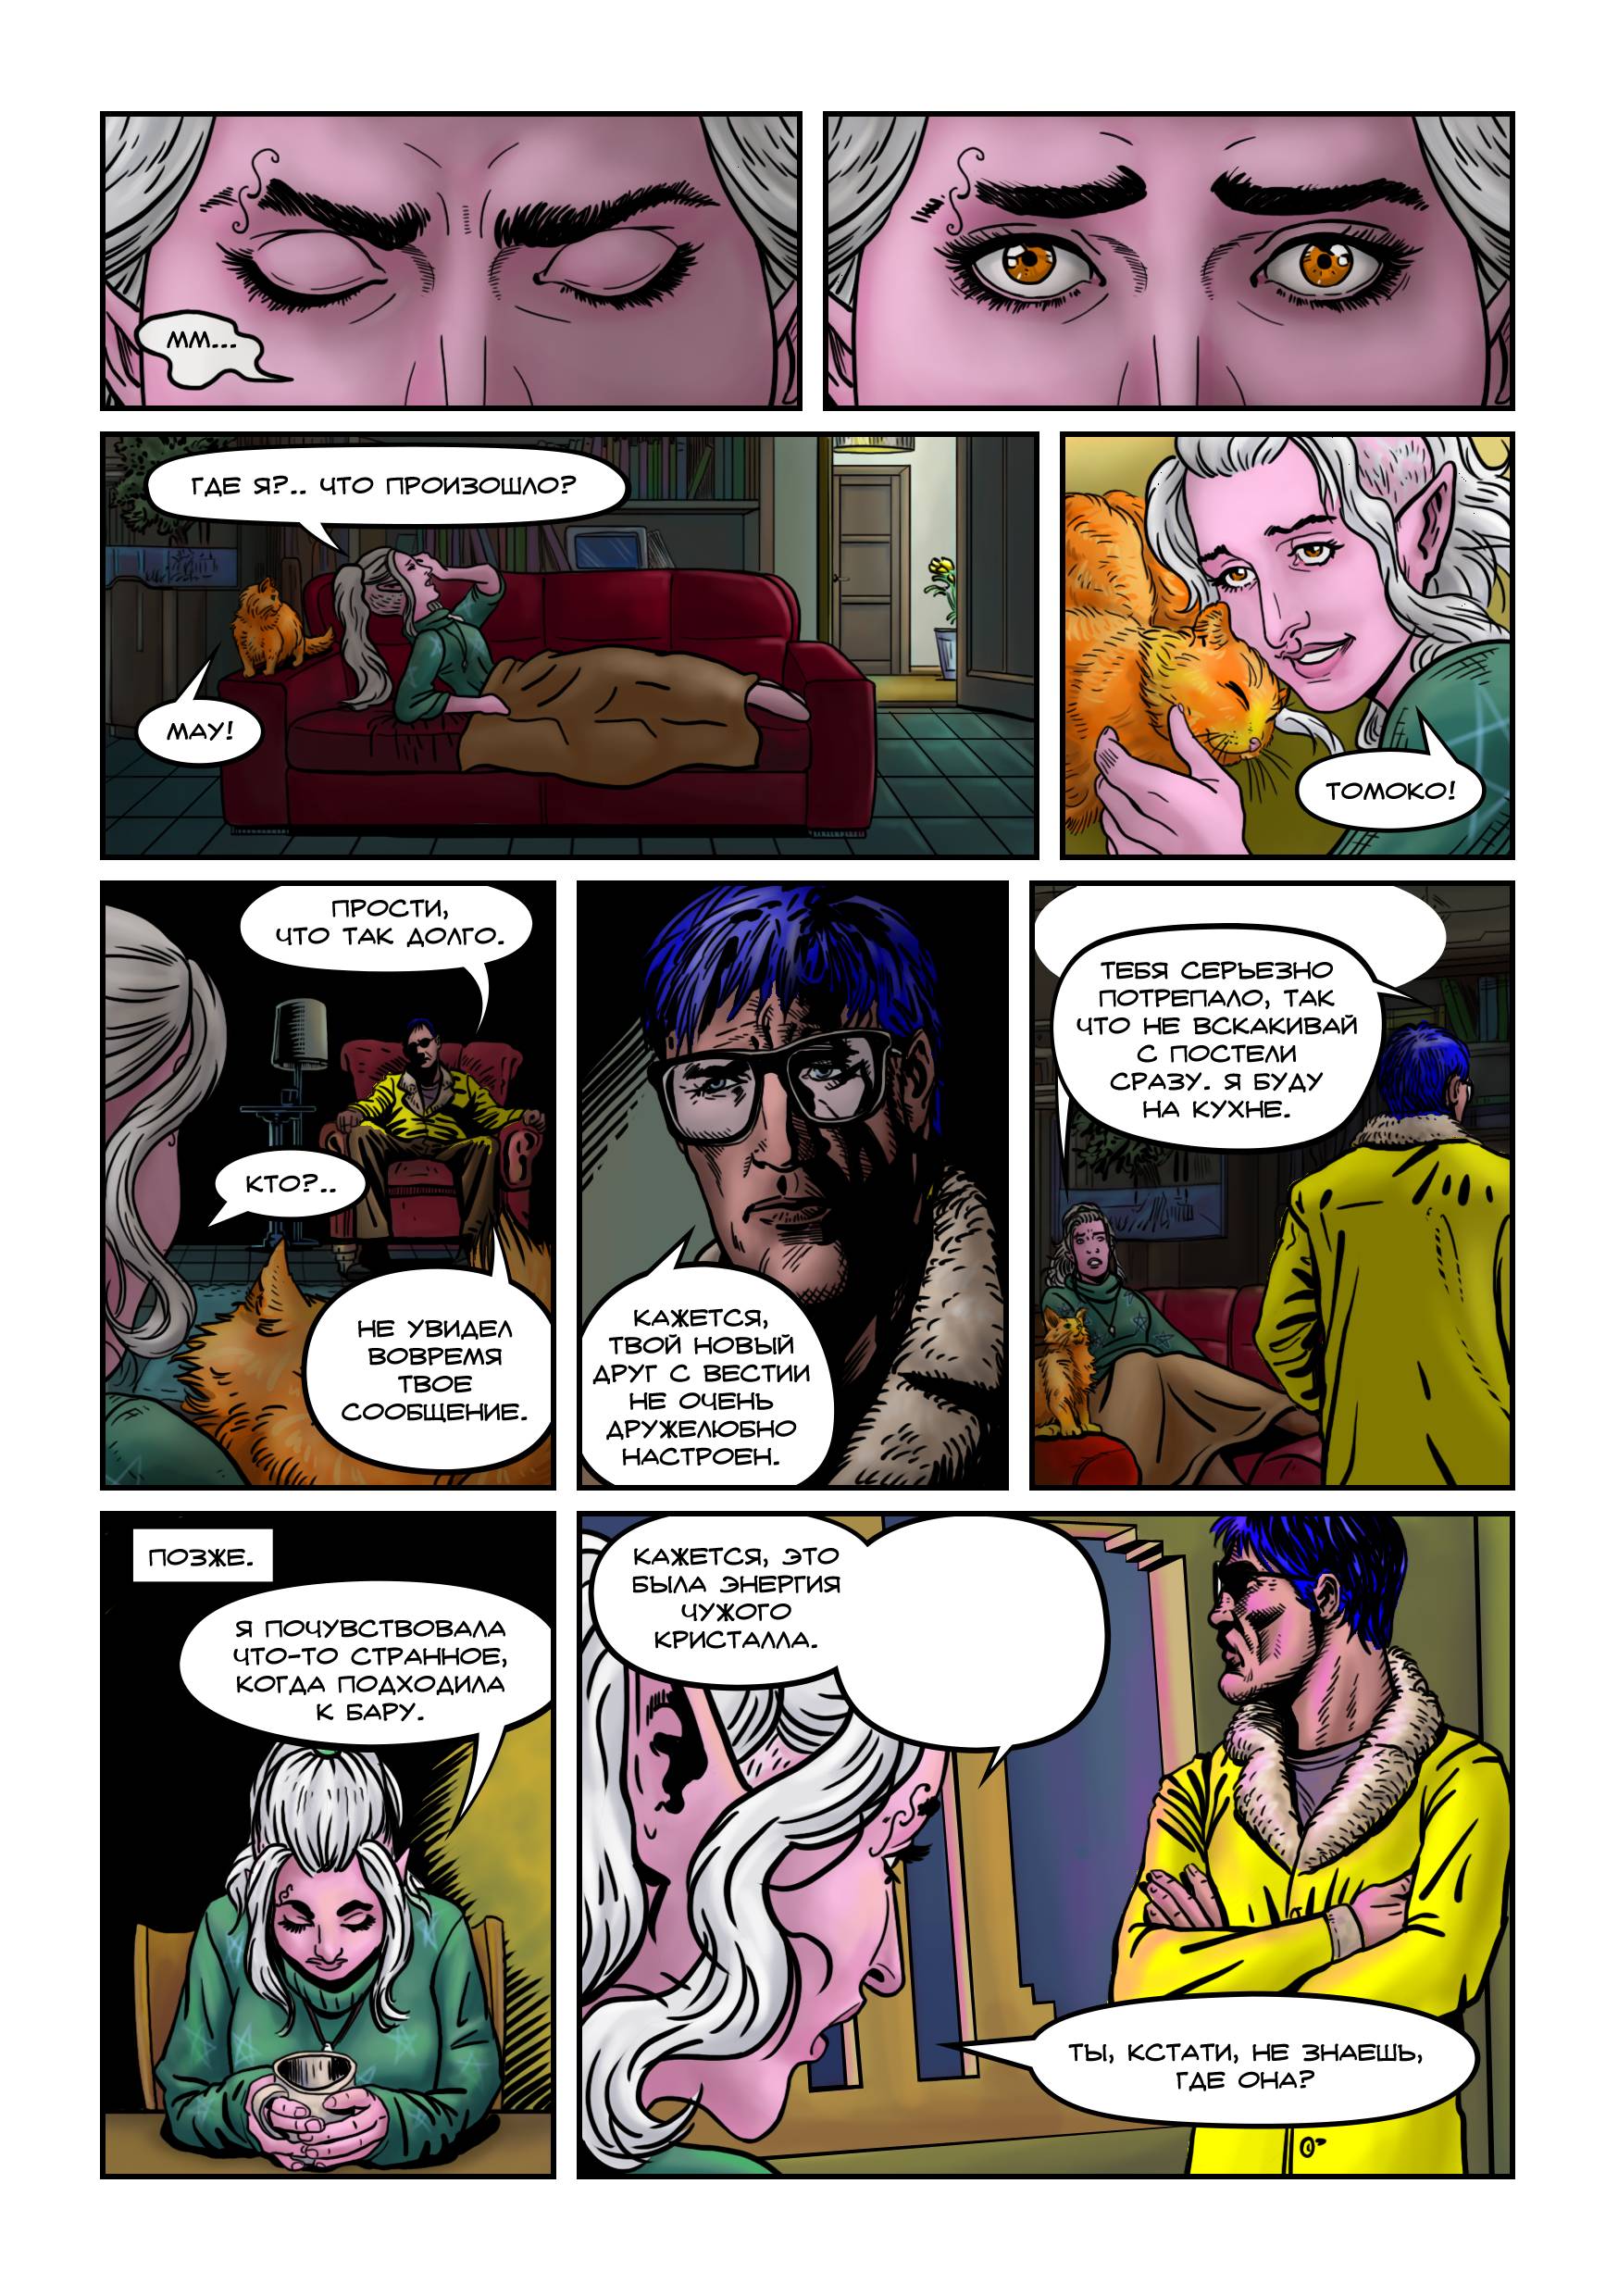 ММ...
ГДЕ Я?.. ЧТО ПРОИЗОШЛО?
МАУ!
ТОМОКО!
ПРОСТИ,
ЧТО ТАК ДОЛГО.
КТО?..
НЕ УВИДЕЛ
ВОВРЕМЯ
ТВОЕ
СООБЩЕНИЕ.
КАЖЕТСЯ,
ТВОЙ НОВЫЙ
ДРУГ С ВЕСТИИ
НЕ ОЧЕНЬ
ДРУЖЕЛЮБНО
НАСТРОЕН.
ТЕБЯ СЕРЬЕЗНО
ПОТРЕПАЛО, ТАК
ЧТО НЕ ВСКАКИВАЙ
С ПОСТЕЛИ
СРАЗУ. Я БУДУ
НА КУХНЕ.
ПОЗЖЕ.
Я ПОЧУВСТВОВАЛА
ЧТО-ТО СТРАННОЕ,
КОГДА ПОДХОДИЛА
К БАРУ.
КАЖЕТСЯ, ЭТО
БЫЛА ЭНЕРГИЯ
ЧУЖОГО
КРИСТАЛЛА.
ТЫ, КСТАТИ, НЕ ЗНАЕШЬ,
ГДЕ ОНА?